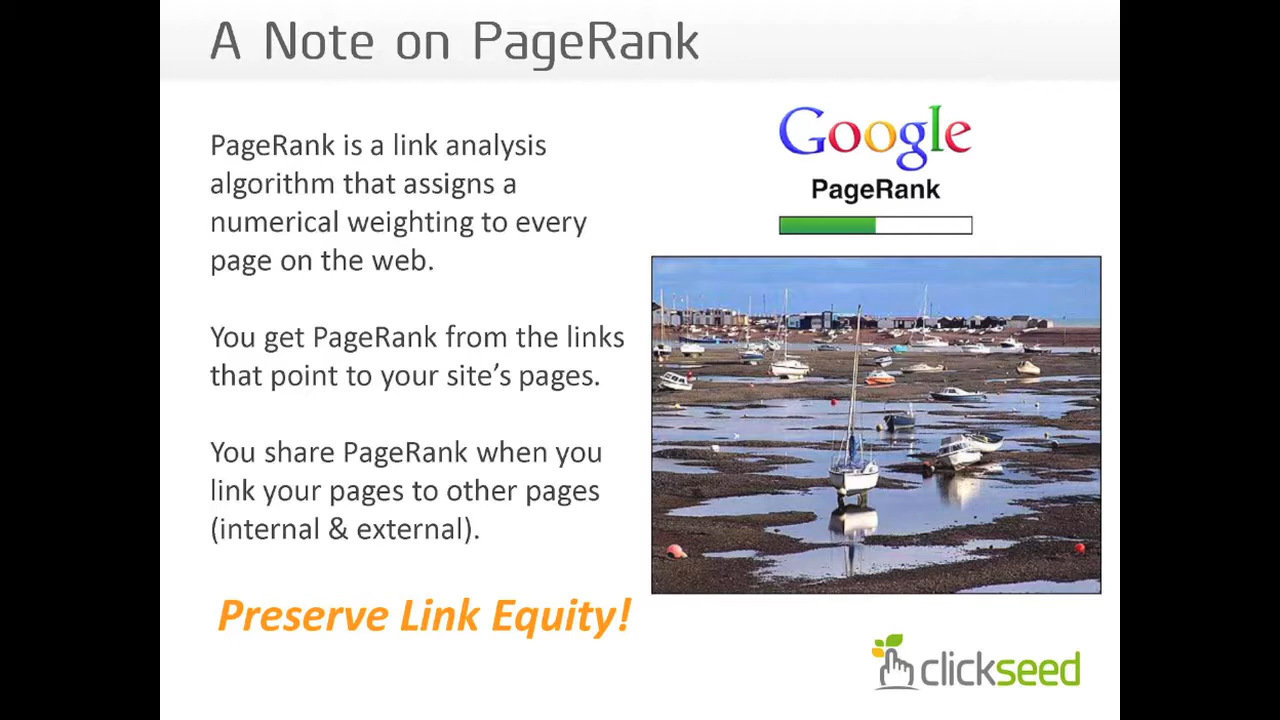 A Note on PageRank
PageRank is a link analysis
algorithm that assigns a
numerical weighting to every
page on the web.
You get PageRank from the links
that point to your site’s pages.
You share PageRank when you
link your pages to other pages
(internal & external).
Preserve Link Equity!
Google
PageRank
clickseed